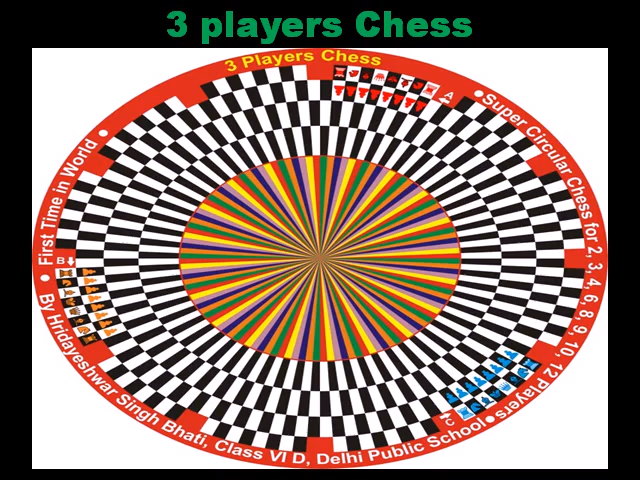 3 players Chess
3 Players Chess
Super Circular Chess for 2, 3, 4, 6, 8, 9, 10, 12 Players
By Hridayeshwar Singh Bhati, Class VI D, Delhi Public School
First Time in World
A
B
C